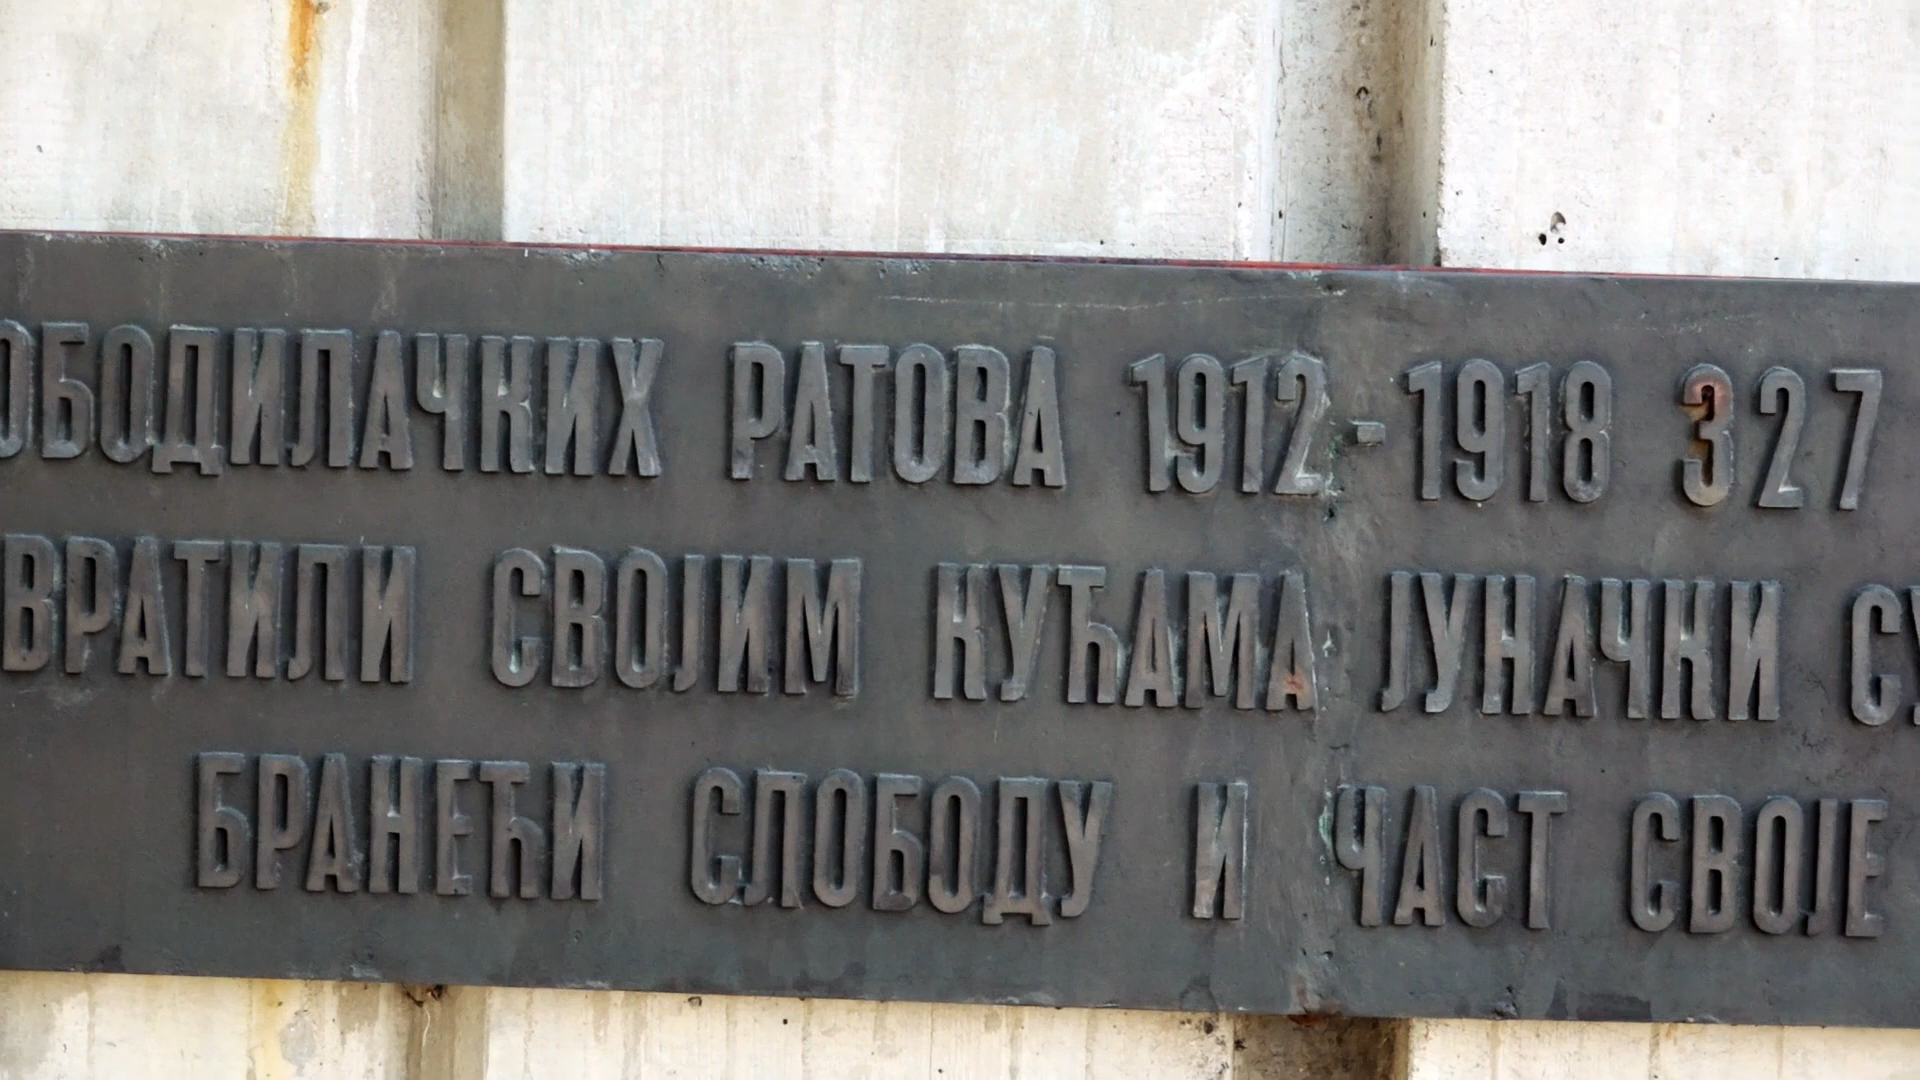 ОБОДИЛАЧКИХ РАТОВА 1912-1918 327
ВРАТИЛИ СВОЈИМ КУЋАМА ЈУНАЧКИ
БРАНЕЋИ СЛОБОДУ И ЧАСТ СВОЈЕ